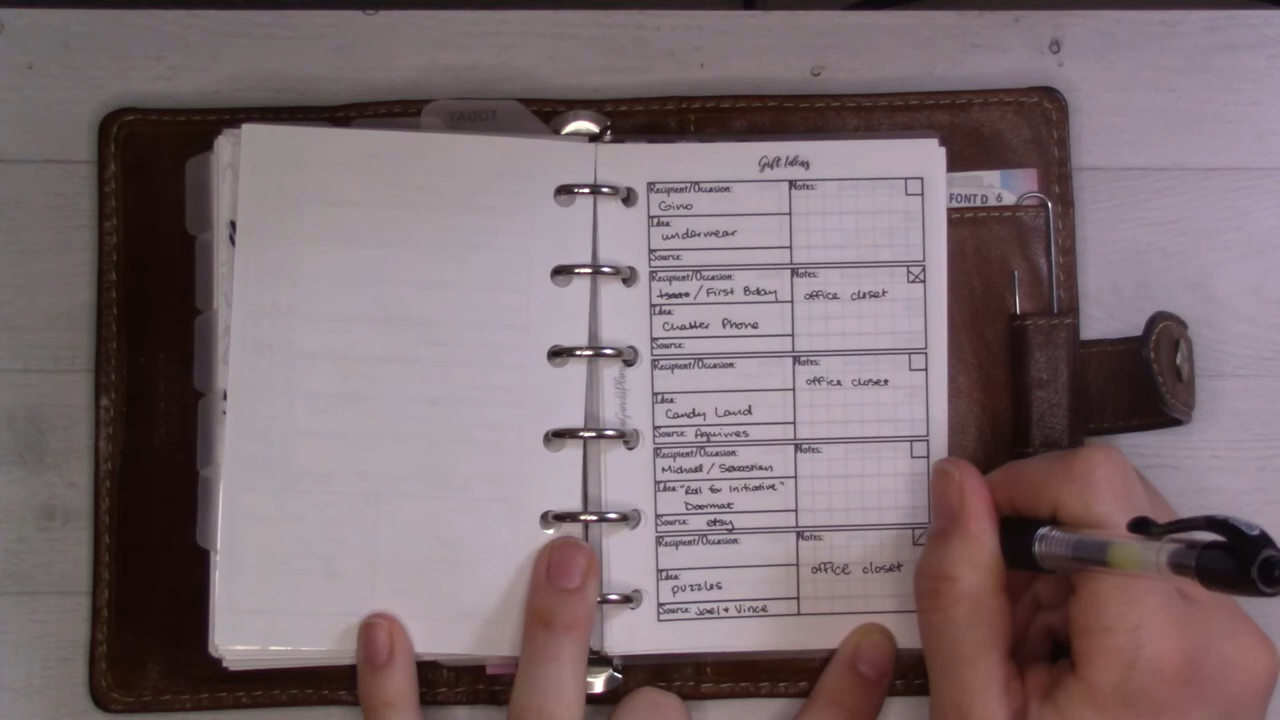 TODAY
Gift Ideas
Recipient/Occasion: Notes:
Gino
Idea:
underwear
Source:
Recipient/Occasion: Notes:
/ First Bday office closet
Idea:
Chatter Phone
Source:
Recipient/Occasion: Notes:
office closet
Idea:
Candy Land
Source: Aguirres
Recipient/Occasion: Notes:
Michael / Sebastian
Idea: "Roll for Initiative"
Doormat
Source: etsy
Recipient/Occasion: Notes:
office closet
Idea:
puzzles
Source: Jael + Vince
FONT D '6